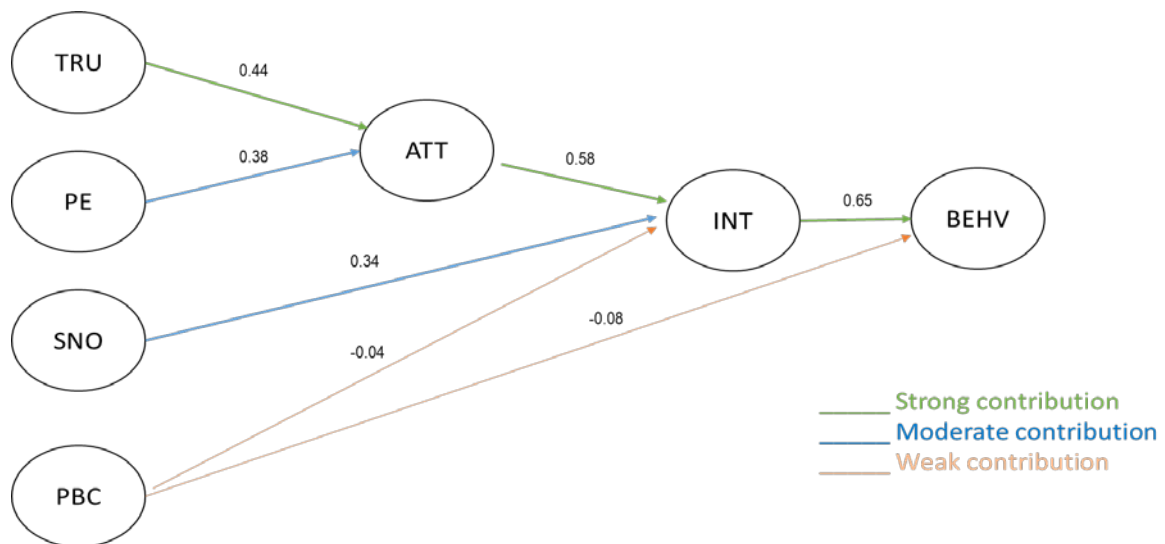 TRU
0.44
ATT
0.38
PE
0.58
INT
0.65
BEHV
SNO
0.34
-0.04
-0.08
PBC
Strong contribution
Moderate contribution
Weak contribution